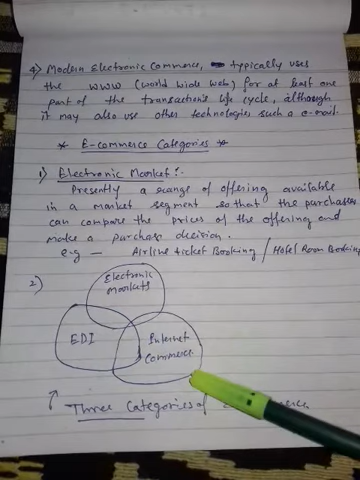 4) Modern Electronic Commerce, typically uses
the WWW (world wide web) for at least one
part of the transaction's life cycle, although
it may also use other technologies such a e-mail.
* E-commerce Categories *
1) Electronic Market :-
Presently a range of offering available
in a market segment so that the purchases
can compare the prices of the offering and
make a purchase decision.
e.g - Airline ticket Booking / Hotel Room Booking
2)
Electronic
markets
EDI
Internet
Commerce
Three Categories of